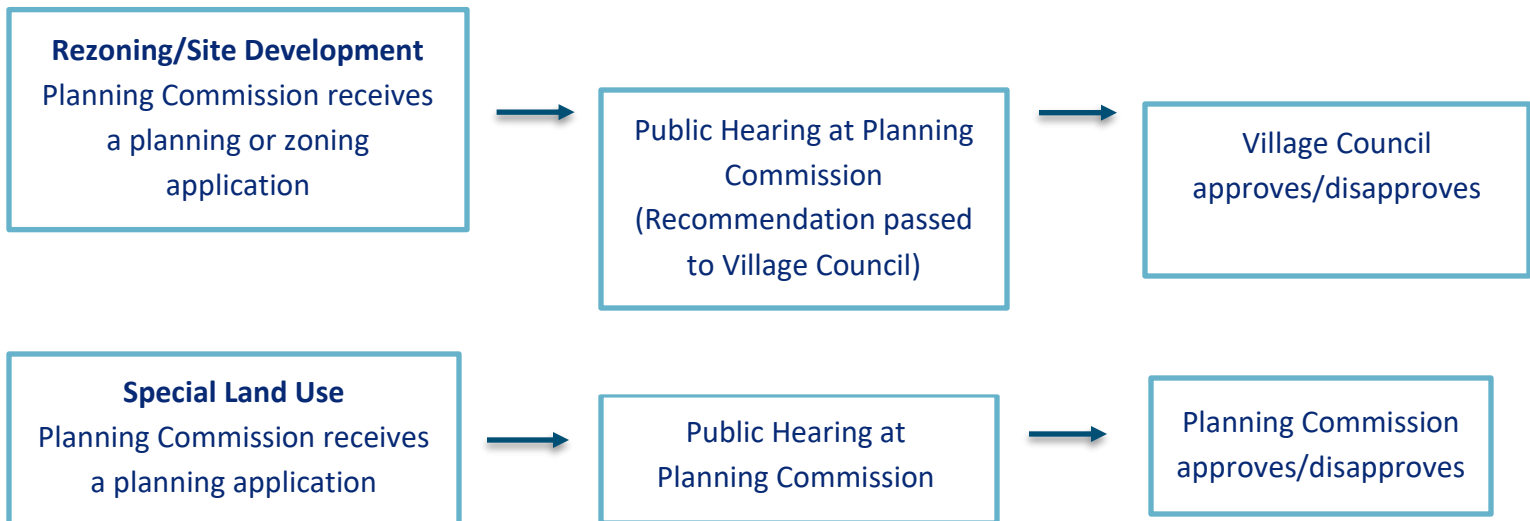 Rezoning/Site Development
Planning Commission receives
a planning or zoning
application
Public Hearing at Planning
Commission
(Recommendation passed
to Village Council)
Village Council
approves/disapproves
Special Land Use
Planning Commission receives
a planning application
Public Hearing at
Planning Commission
Planning Commission
approves/disapproves